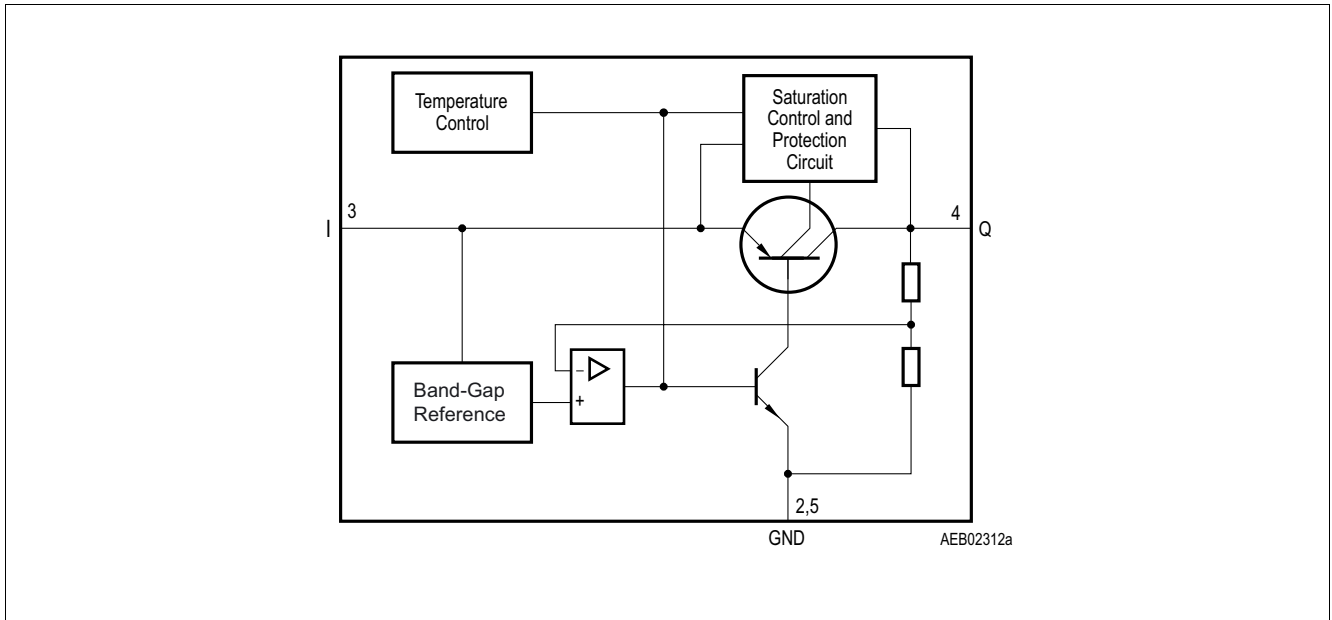 Temperature
Control
Saturation
Control and
Protection
Circuit
I
3
4
Q
Band-Gap
Reference
−
+
2,5
GND
AEB02312a